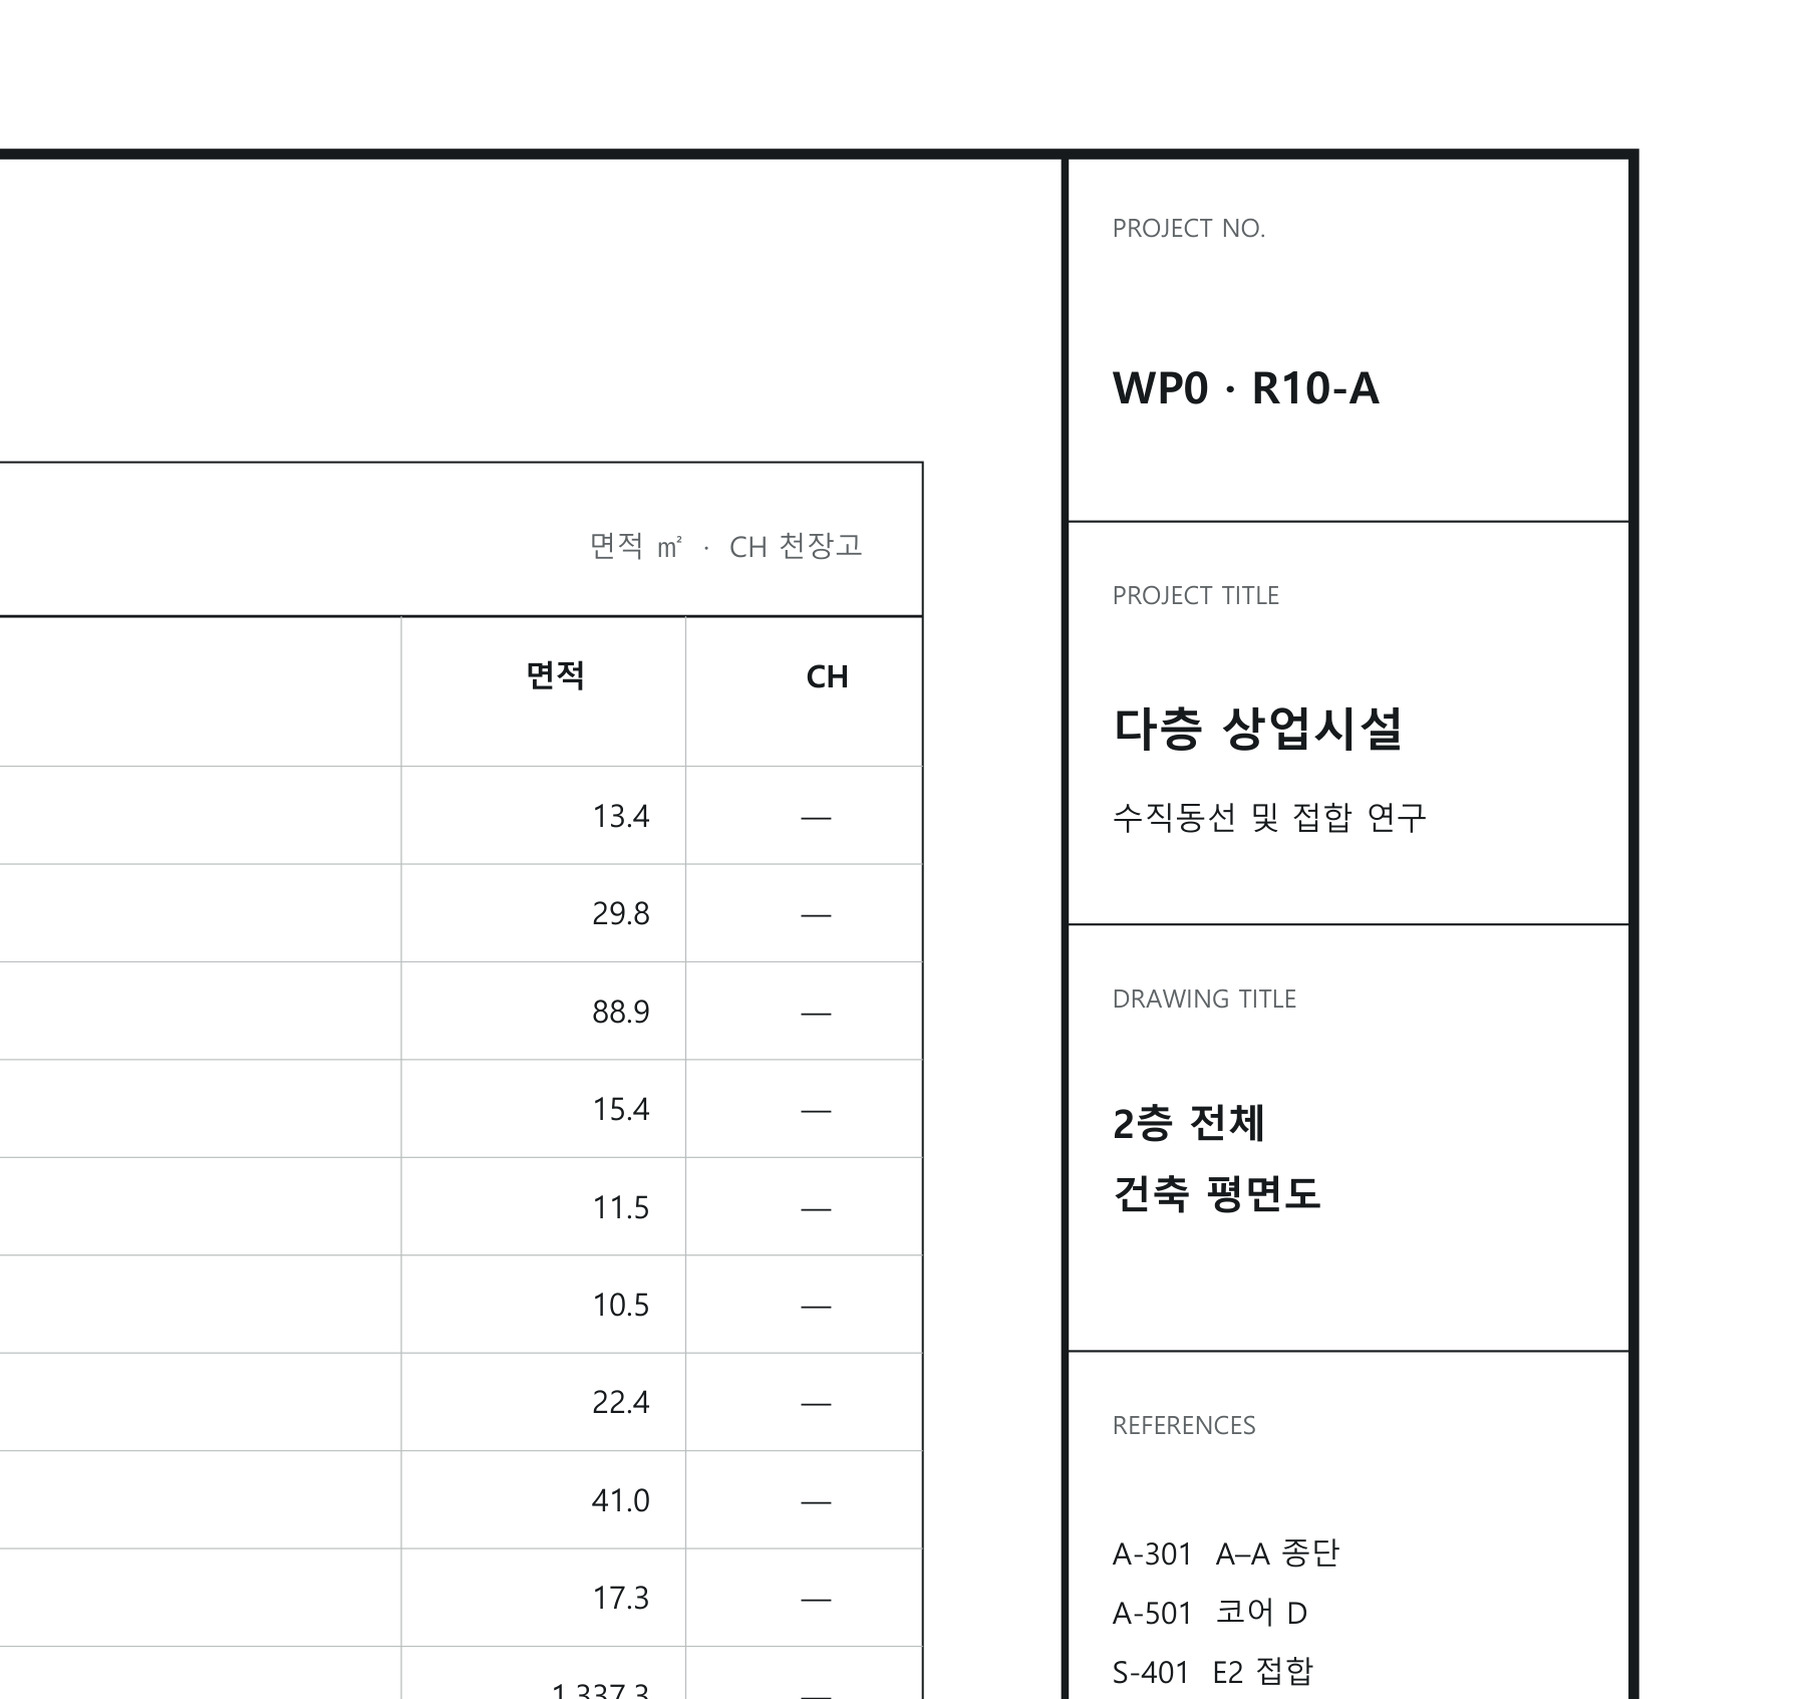 PROJECT NO.
WP0 · R10-A
면적 ㎡ · CH 천장고
면적 CH
13.4 —
29.8 —
88.9 —
15.4 —
11.5 —
10.5 —
22.4 —
41.0 —
17.3 —
1,337.3 —
PROJECT TITLE
다층 상업시설
수직동선 및 접합 연구
DRAWING TITLE
2층 전체
건축 평면도
REFERENCES
A-301 A–A 종단
A-501 코어 D
S-401 E2 접합